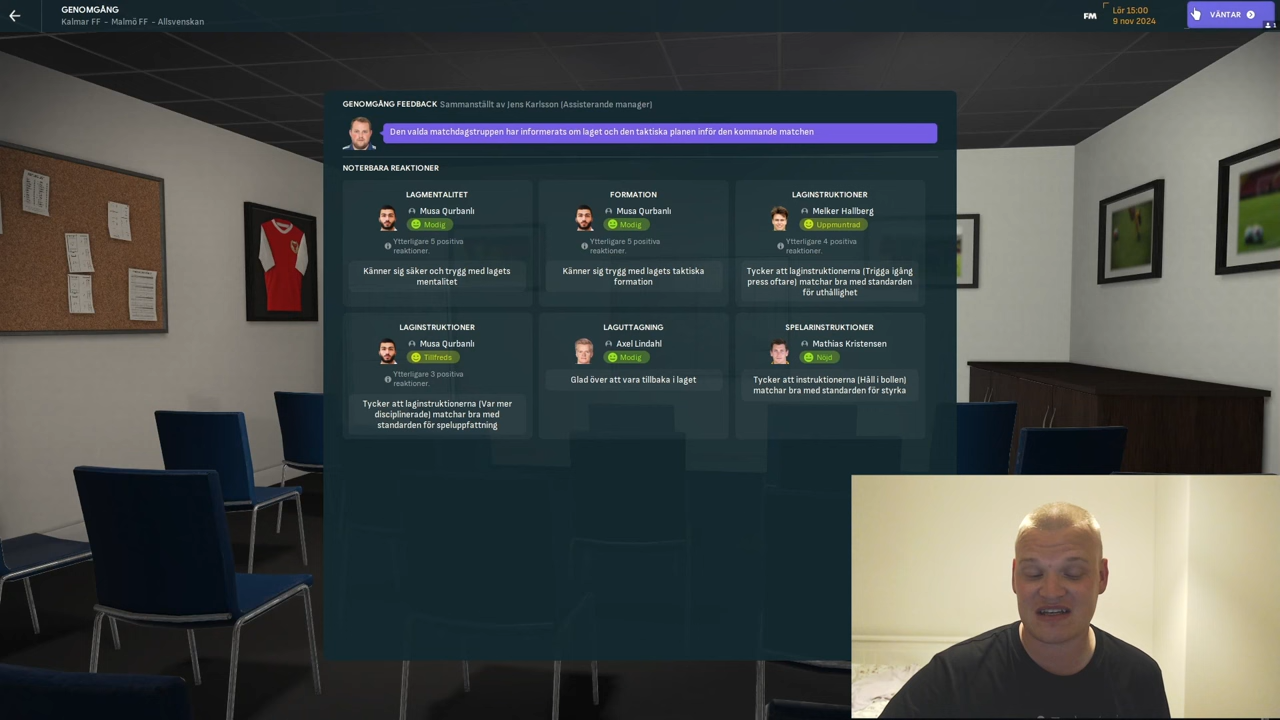 GENOMGÅNG
Kalmar FF - Malmö FF - Allsvenskan
FM
Lör 15:00
9 nov 2024
VÄNTAR
1
GENOMGÅNG FEEDBACK Sammanställt av Jens Karlsson (Assisterande manager)
Den valda matchdagstruppen har informerats om laget och den taktiska planen inför den kommande matchen
NOTERBARA REAKTIONER
LAGMENTALITET
Musa Qurbanlı
Modig
Ytterligare 5 positiva
reaktioner.
Känner sig säker och trygg med lagets
mentalitet
FORMATION
Musa Qurbanlı
Modig
Ytterligare 5 positiva
reaktioner.
Känner sig trygg med lagets taktiska
formation
LAGINSTRUKTIONER
Melker Hallberg
Uppmuntrad
Ytterligare 4 positiva
reaktioner.
Tycker att laginstruktionerna (Trigga igång
press oftare) matchar bra med standarden
för uthållighet
LAGINSTRUKTIONER
Musa Qurbanlı
Tillfreds
Ytterligare 3 positiva
reaktioner.
Tycker att laginstruktionerna (Var mer
disciplinerade) matchar bra med
standarden för speluppfattning
LAGUTTAGNING
Axel Lindahl
Modig
Glad över att vara tillbaka i laget
SPELARINSTRUKTIONER
Mathias Kristensen
Nöjd
Tycker att instruktionerna (Håll i bollen)
matchar bra med standarden för styrka